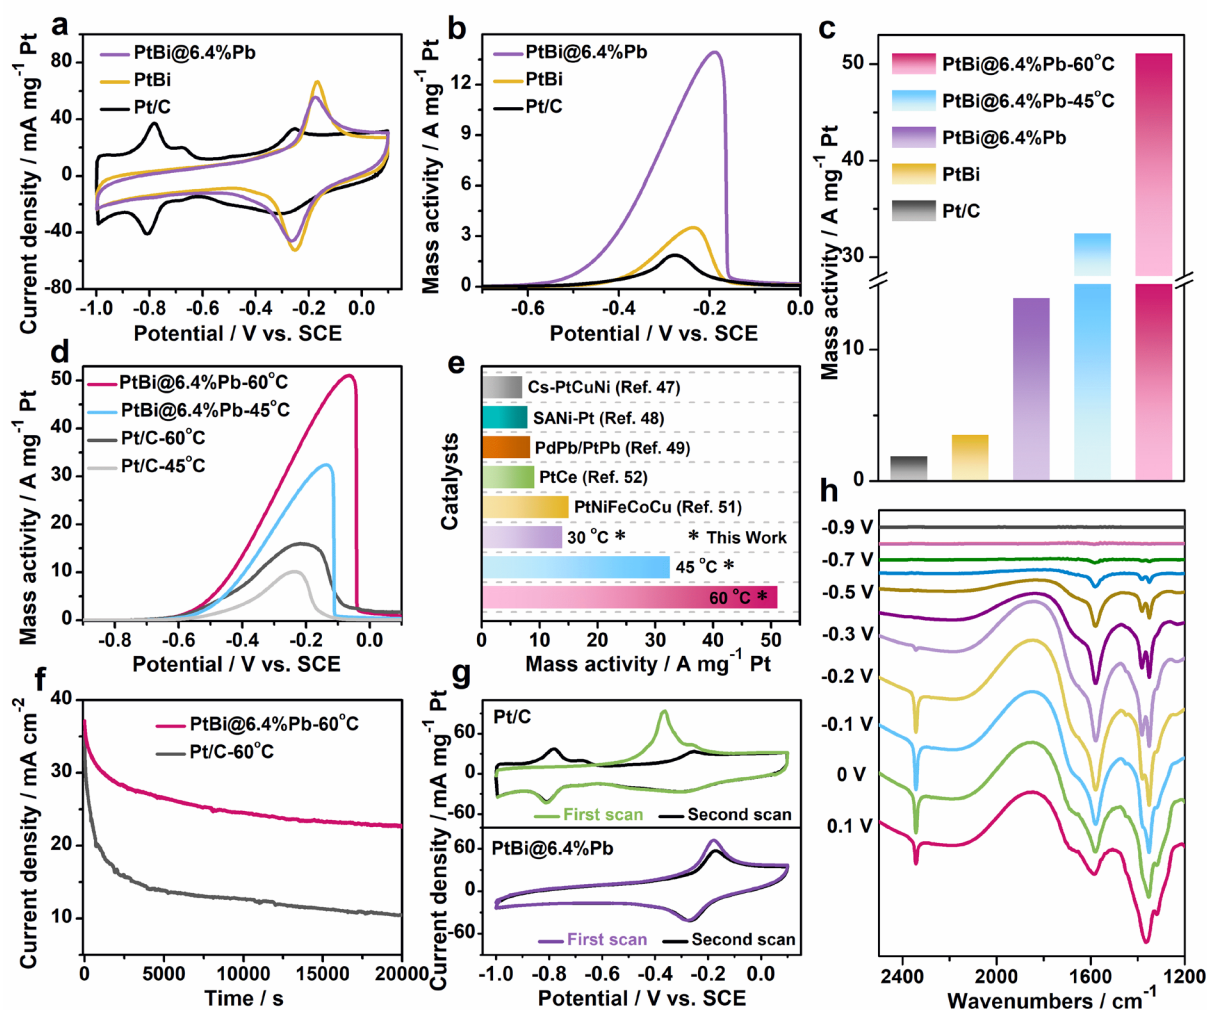 a
PtBi@6.4%Pb
PtBi
Pt/C
80
40
0
-40
-80
-1.0
-0.8
-0.6
-0.4
-0.2
0.0
Current density / mA mg⁻¹ Pt
Potential / V vs. SCE
b
PtBi@6.4%Pb
PtBi
Pt/C
12
9
6
3
0
-0.6
-0.4
-0.2
0.0
Mass activity / A mg⁻¹ Pt
Potential / V vs. SCE
c
PtBi@6.4%Pb-60°C
PtBi@6.4%Pb-45°C
PtBi@6.4%Pb
PtBi
Pt/C
50
40
30
10
0
Mass activity / A mg⁻¹ Pt
d
PtBi@6.4%Pb-60°C
PtBi@6.4%Pb-45°C
Pt/C-60°C
Pt/C-45°C
50
40
30
20
10
0
-0.8
-0.6
-0.4
-0.2
0.0
Mass activity / A mg⁻¹ Pt
Potential / V vs. SCE
e
Cs-PtCuNi (Ref. 47)
SANi-Pt (Ref. 48)
PdPb/PtPb (Ref. 49)
PtCe (Ref. 52)
PtNiFeCoCu (Ref. 51)
30 °C * * This Work
45 °C *
60 °C *
0
10
20
30
40
50
Catalysts
Mass activity / A mg⁻¹ Pt
f
PtBi@6.4%Pb-60°C
Pt/C-60°C
40
30
20
10
0
5000
10000
15000
20000
Current density / mA cm⁻²
Time / s
g
Pt/C
60
0
-60
First scan
Second scan
PtBi@6.4%Pb
60
0
-60
First scan
Second scan
-1.0
-0.8
-0.6
-0.4
-0.2
0.0
Current density / mA mg⁻¹ Pt
Potential / V vs. SCE
h
-0.9 V
-0.7 V
-0.5 V
-0.3 V
-0.2 V
-0.1 V
0 V
0.1 V
2400
2000
1600
1200
Wavenumbers / cm⁻¹